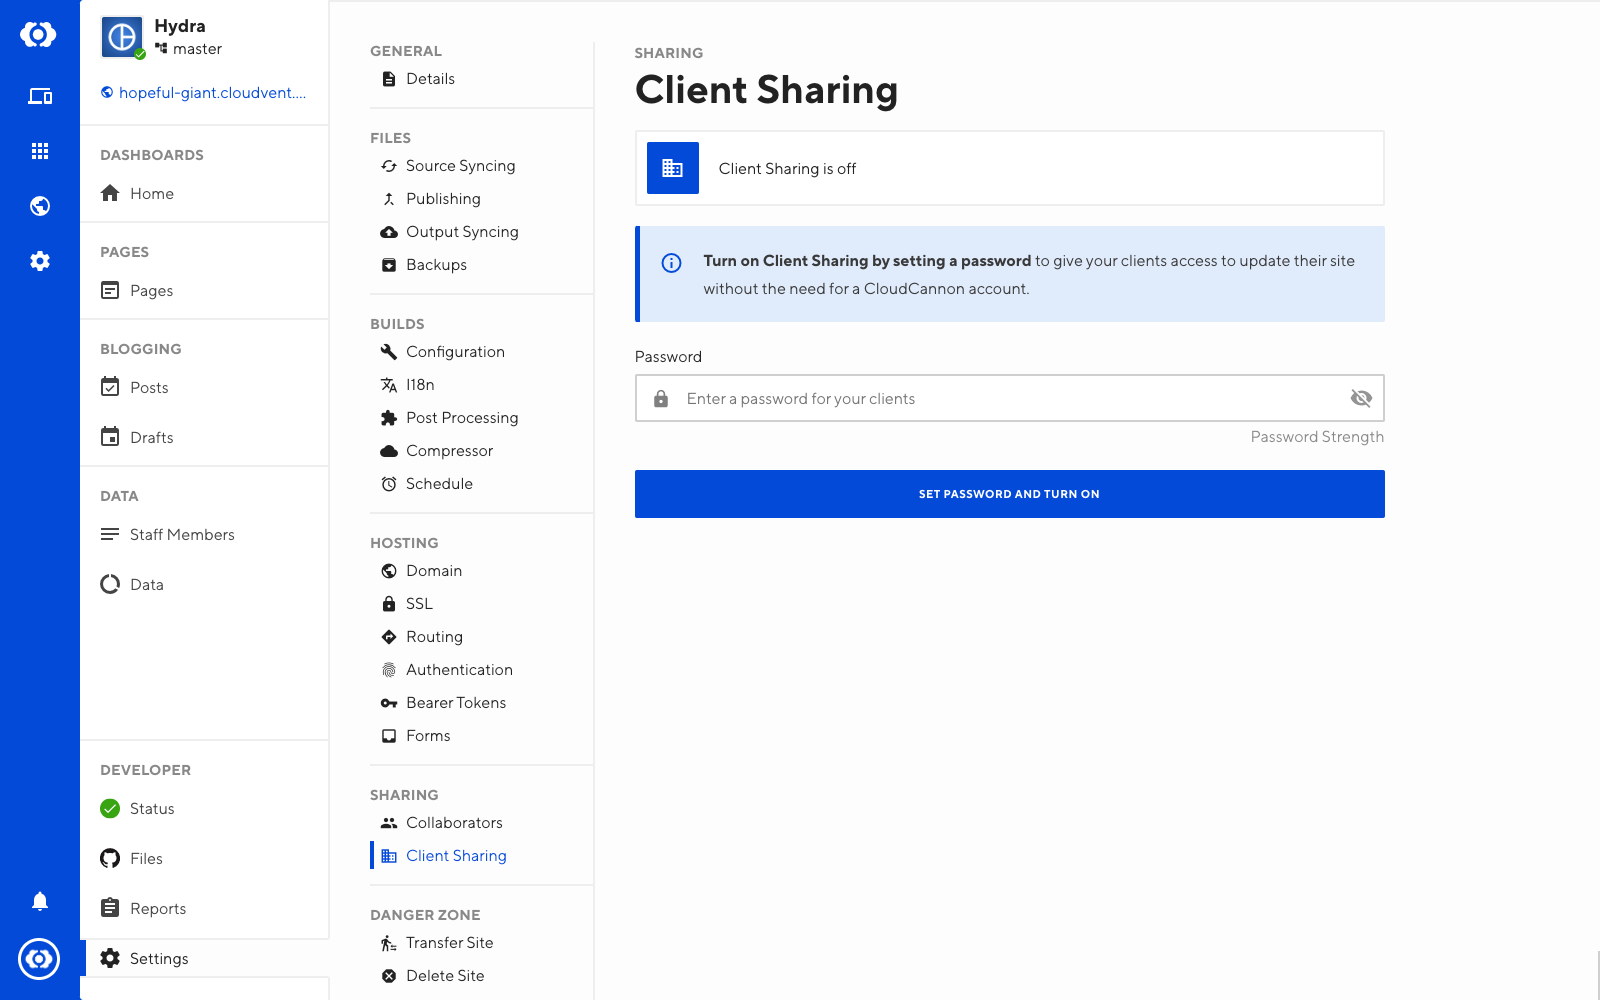 Hydra
master
hopeful-giant.cloudvent....
DASHBOARDS
Home
PAGES
Pages
BLOGGING
Posts
Drafts
DATA
Staff Members
Data
DEVELOPER
Status
Files
Reports
Settings
GENERAL
Details
FILES
Source Syncing
Publishing
Output Syncing
Backups
BUILDS
Configuration
I18n
Post Processing
Compressor
Schedule
HOSTING
Domain
SSL
Routing
Authentication
Bearer Tokens
Forms
SHARING
Collaborators
Client Sharing
DANGER ZONE
Transfer Site
Delete Site
SHARING
Client Sharing
Client Sharing is off
Turn on Client Sharing by setting a password to give your clients access to update their site
without the need for a CloudCannon account.
Password
Enter a password for your clients
Password Strength
SET PASSWORD AND TURN ON